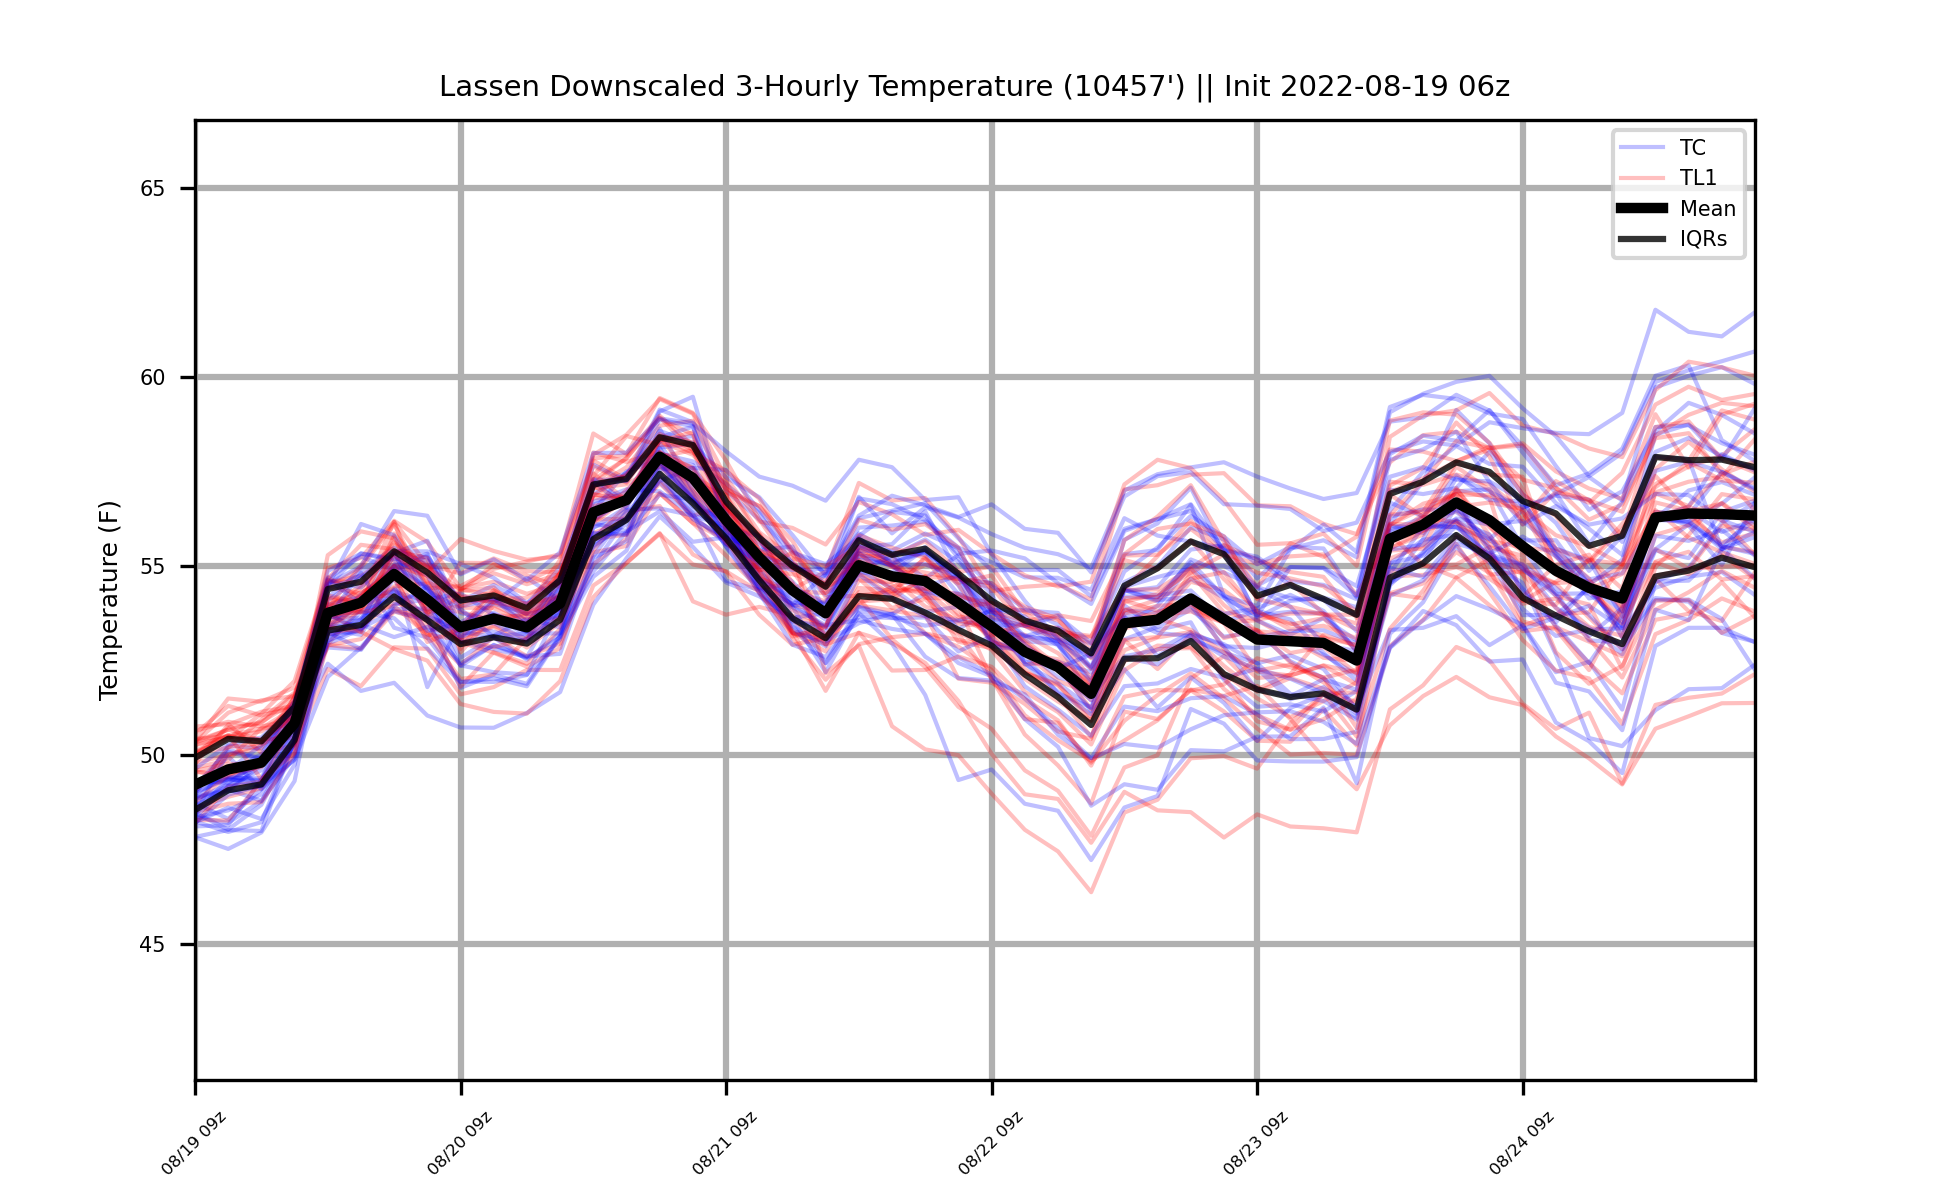 Lassen Downscaled 3-Hourly Temperature (10457') || Init 2022-08-19 06z
TC
TL1
Mean
IQRs
Temperature (F)
65
60
55
50
45
08/19 09z
08/20 09z
08/21 09z
08/22 09z
08/23 09z
08/24 09z